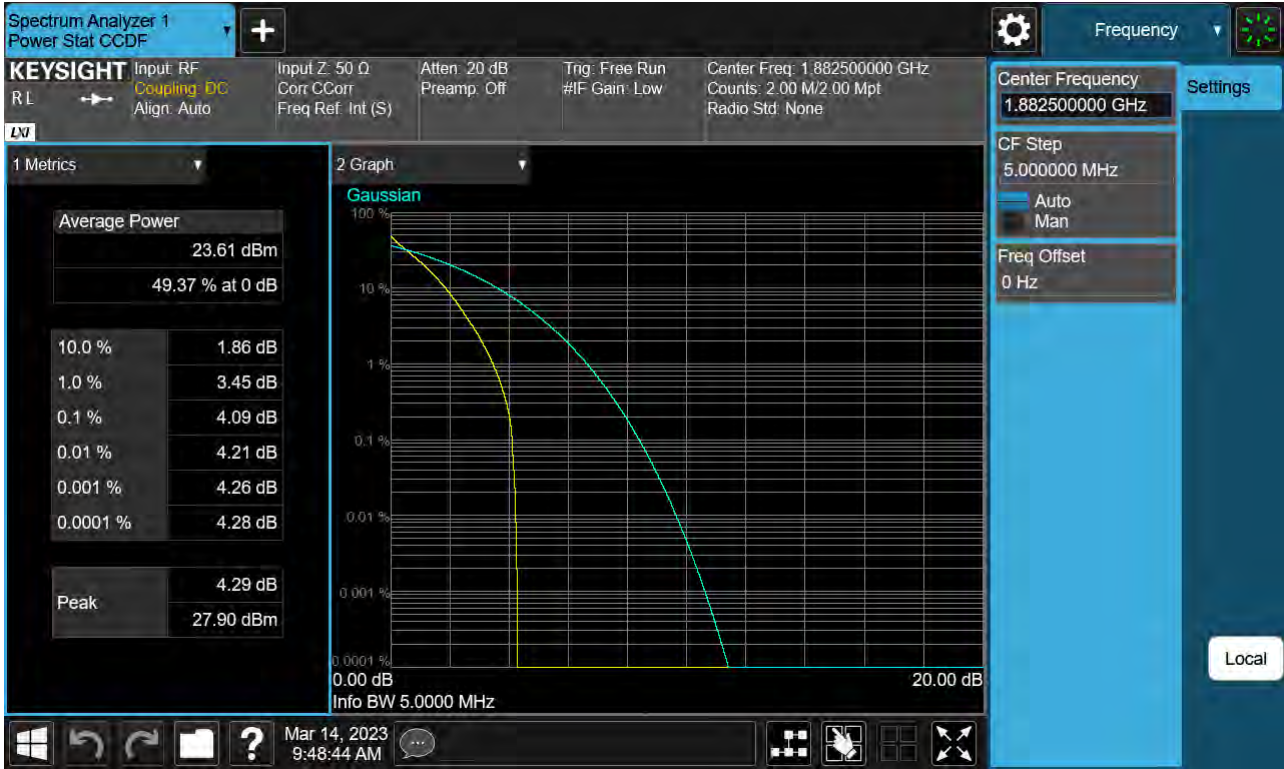 Spectrum Analyzer 1
Power Stat CCDF
+
Frequency
KEYSIGHT
RL
LXI
Input: RF
Coupling: DC
Align: Auto
Input Z: 50 Ω
Corr CCorr
Freq Ref: Int (S)
Atten: 20 dB
Preamp: Off
Trig: Free Run
#IF Gain: Low
Center Freq: 1.882500000 GHz
Counts: 2.00 M/2.00 Mpt
Radio Std: None
Center Frequency
1.882500000 GHz
Settings
CF Step
5.000000 MHz
Auto
Man
Freq Offset
0 Hz
Local
1 Metrics
Average Power
23.61 dBm
49.37 % at 0 dB
10.0 % 1.86 dB
1.0 % 3.45 dB
0.1 % 4.09 dB
0.01 % 4.21 dB
0.001 % 4.26 dB
0.0001 % 4.28 dB
Peak
4.29 dB
27.90 dBm
2 Graph
Gaussian
100 %
10 %
1 %
0.1 %
0.01 %
0.001 %
0.0001 %
0.00 dB 20.00 dB
Info BW 5.0000 MHz
?
Mar 14, 2023
9:48:44 AM